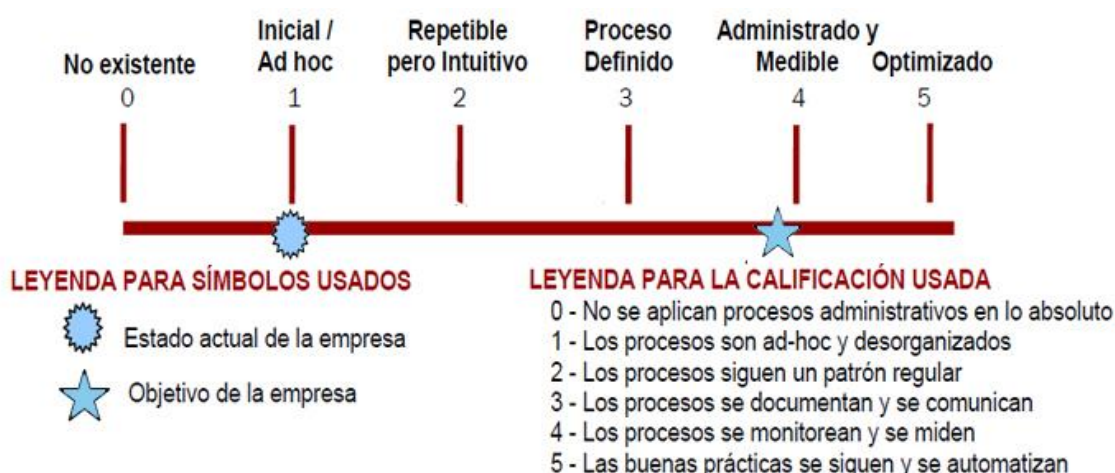 No existente
0
Inicial /
Ad hoc
1
Repetible
pero Intuitivo
2
Proceso
Definido
3
Administrado y
Medible
4
Optimizado
5
LEYENDA PARA SÍMBOLOS USADOS
Estado actual de la empresa
Objetivo de la empresa
LEYENDA PARA LA CALIFICACIÓN USADA
0 - No se aplican procesos administrativos en lo absoluto
1 - Los procesos son ad-hoc y desorganizados
2 - Los procesos siguen un patrón regular
3 - Los procesos se documentan y se comunican
4 - Los procesos se monitorean y se miden
5 - Las buenas prácticas se siguen y se automatizan